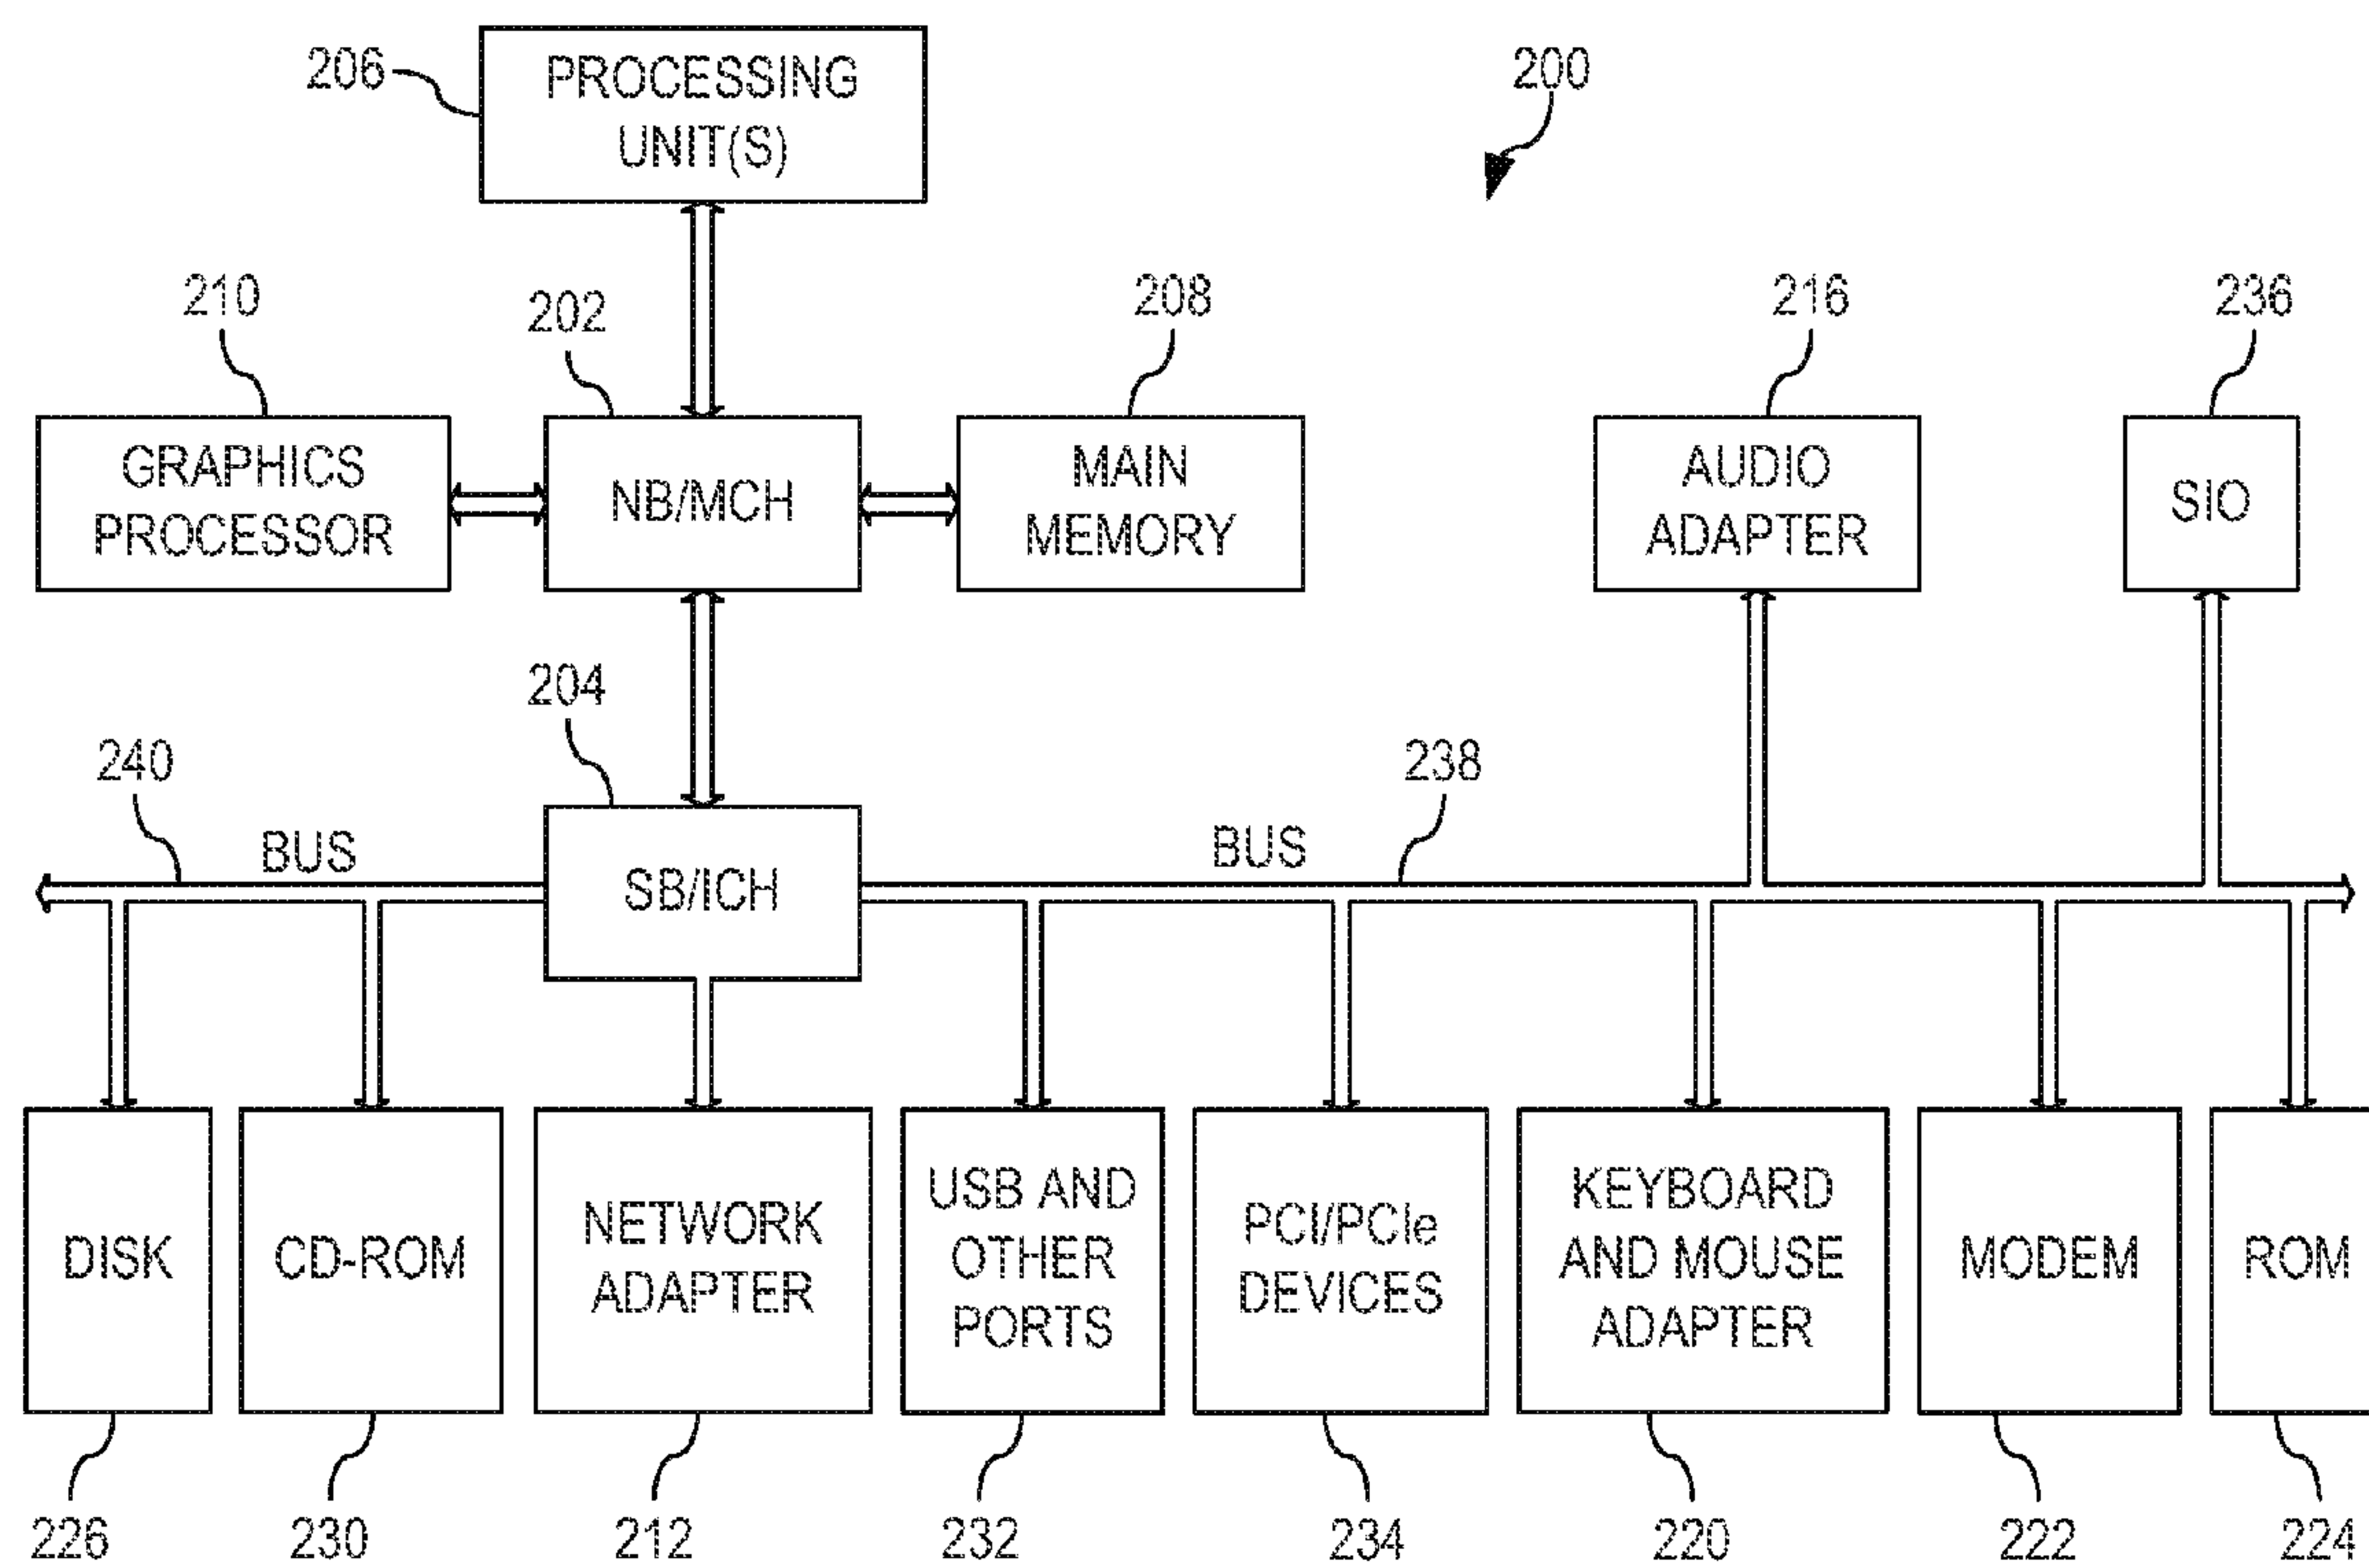 206
PROCESSING
UNIT(S)
200
210
202
208
216
236
GRAPHICS
PROCESSOR
NB/MCH
MAIN
MEMORY
AUDIO
ADAPTER
SIO
204
240
238
BUS
SB/ICH
BUS
DISK
CD-ROM
NETWORK
ADAPTER
USB AND
OTHER
PORTS
PCI/PCIe
DEVICES
KEYBOARD
AND MOUSE
ADAPTER
MODEM
ROM
226
230
212
232
234
220
222
224